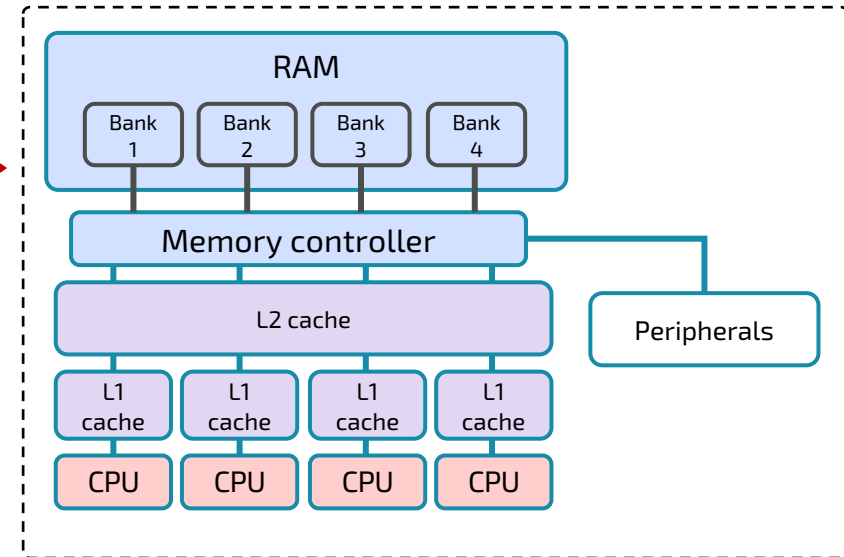 RAM
Bank
1
Bank
2
Bank
3
Bank
4
Memory controller
L2 cache
Peripherals
L1
cache
L1
cache
L1
cache
L1
cache
CPU
CPU
CPU
CPU